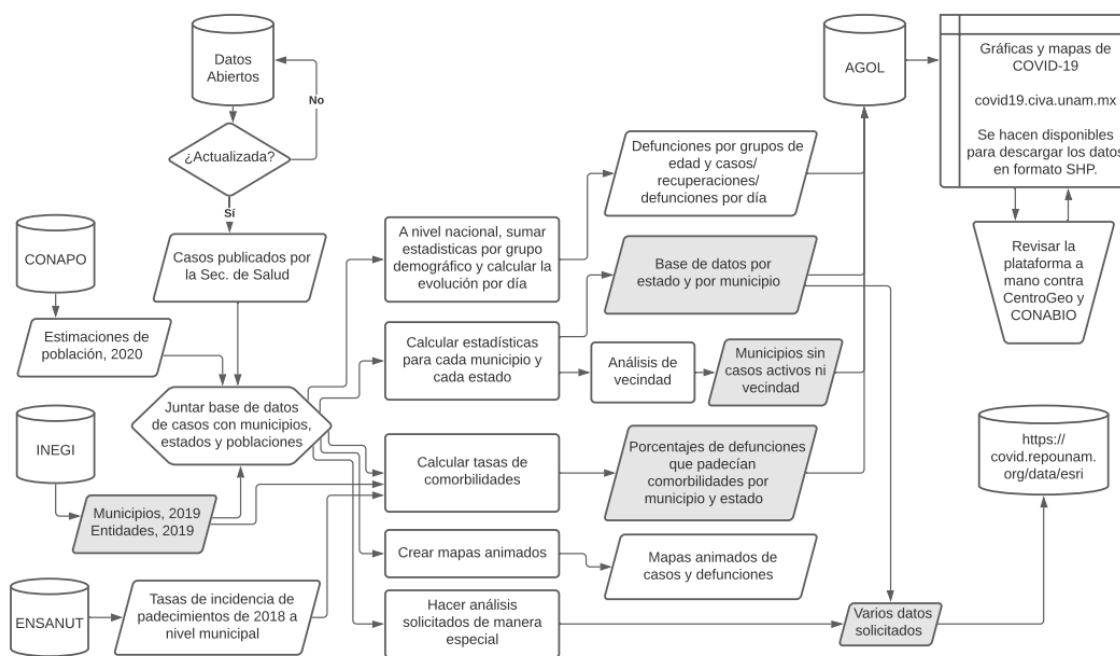 Datos
Abiertos
No
¿Actualizada?
Sí
CONAPO
Casos publicados por
la Sec. de Salud
Estimaciones de
población, 2020
INEGI
Juntar base de datos
de casos con municipios,
estados y poblaciones
Municipios, 2019
Entidades, 2019
ENSANUT
Tasas de incidencia de
padecimientos de 2018 a
nivel municipal
A nivel nacional, sumar
estadisticas por grupo
demográfico y calcular la
evolución por día
Calcular estadísticas
para cada municipio y
cada estado
Análisis de
vecindad
Calcular tasas de
comorbilidades
Crear mapas animados
Hacer análisis
solicitados de manera
especial
Defunciones por grupos de
edad y casos/
recuperaciones/
defunciones por día
Base de datos por
estado y por municipio
Municipios sin
casos activos ni
vecindad
Porcentajes de defunciones
que padecían
comorbilidades por
municipio y estado
Mapas animados de
casos y defunciones
Varios datos
solicitados
AGOL
Gráficas y mapas de
COVID-19
covid19.civa.unam.mx
Se hacen disponibles
para descargar los datos
en formato SHP.
Revisar la
plataforma a
mano contra
CentroGeo y
CONABIO
https://
covid.repounam.
org/data/esri